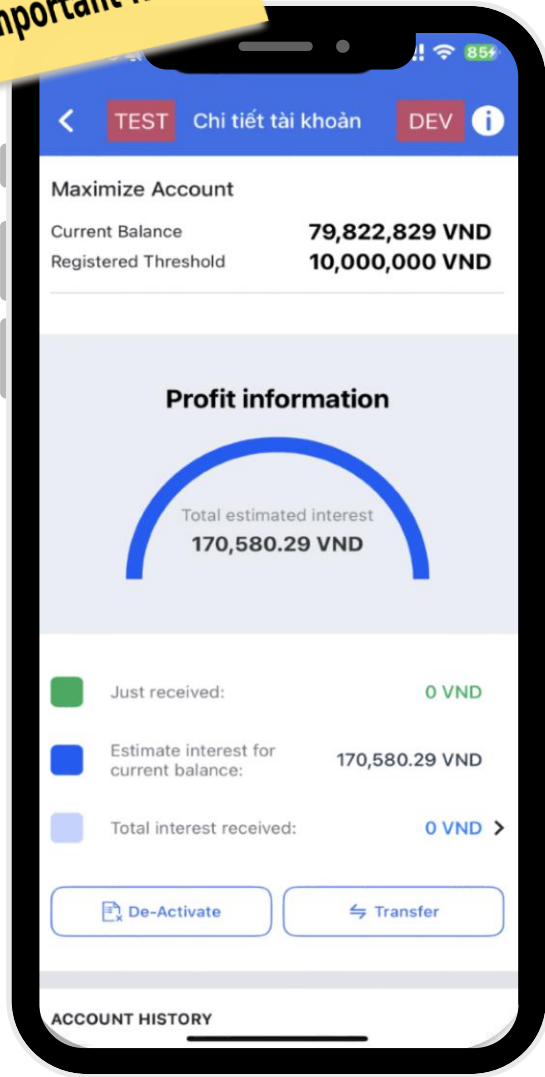 85
TEST Chi tiết tài khoản DEV
Maximize Account
Current Balance 79,822,829 VND
Registered Threshold 10,000,000 VND
Profit information
Total estimated interest
170,580.29 VND
Just received: 0 VND
Estimate interest for
current balance: 170,580.29 VND
Total interest received: 0 VND
De-Activate Transfer
ACCOUNT HISTORY